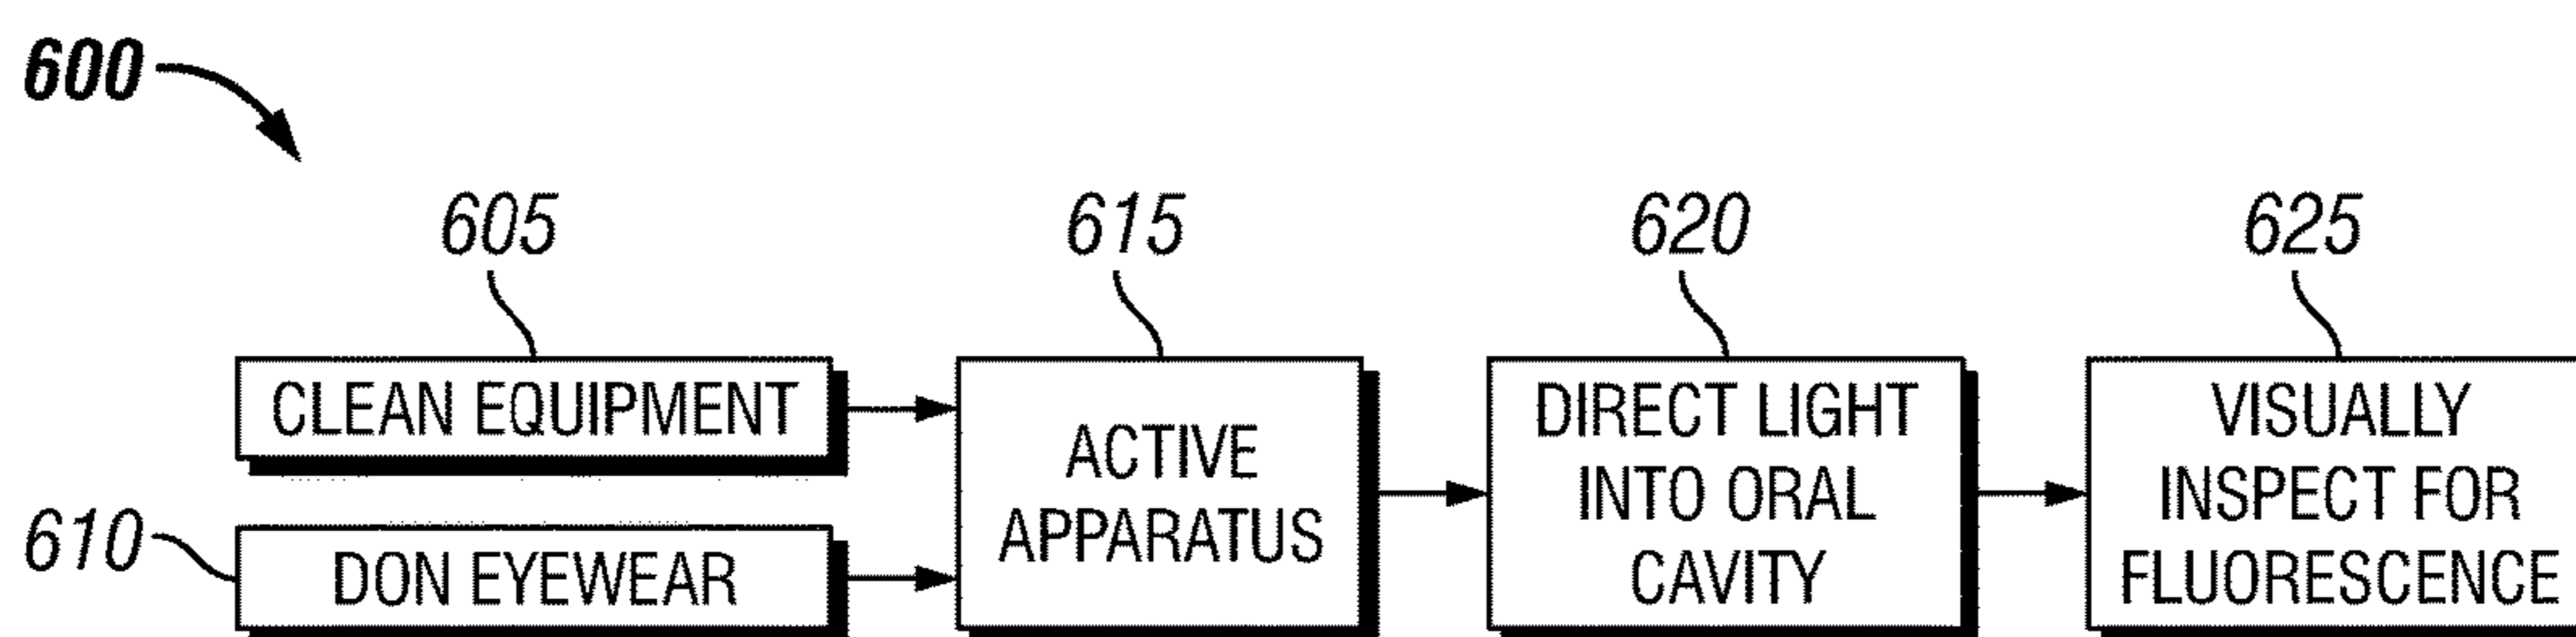 600
605
615
620
625
CLEAN EQUIPMENT
610
DON EYEWEAR
ACTIVE
APPARATUS
DIRECT LIGHT
INTO ORAL
CAVITY
VISUALLY
INSPECT FOR
FLUORESCENCE